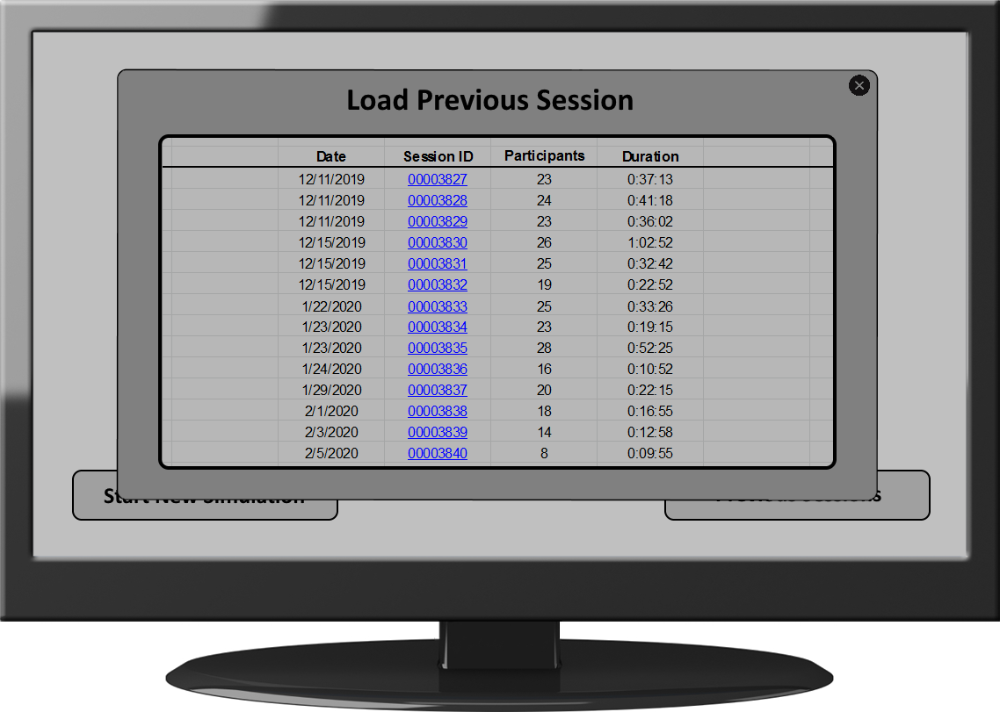 Load Previous Session
Date Session ID Participants Duration
12/11/2019 00003827 23 0:37:13
12/11/2019 00003828 24 0:41:18
12/11/2019 00003829 23 0:36:02
12/15/2019 00003830 26 1:02:52
12/15/2019 00003831 25 0:32:42
12/15/2019 00003832 19 0:22:52
1/22/2020 00003833 25 0:33:26
1/23/2020 00003834 23 0:19:15
1/23/2020 00003835 28 0:52:25
1/24/2020 00003836 16 0:10:52
1/29/2020 00003837 20 0:22:15
2/1/2020 00003838 18 0:16:55
2/3/2020 00003839 14 0:12:58
2/5/2020 00003840 8 0:09:55
Start New Simulation Previous Sessions